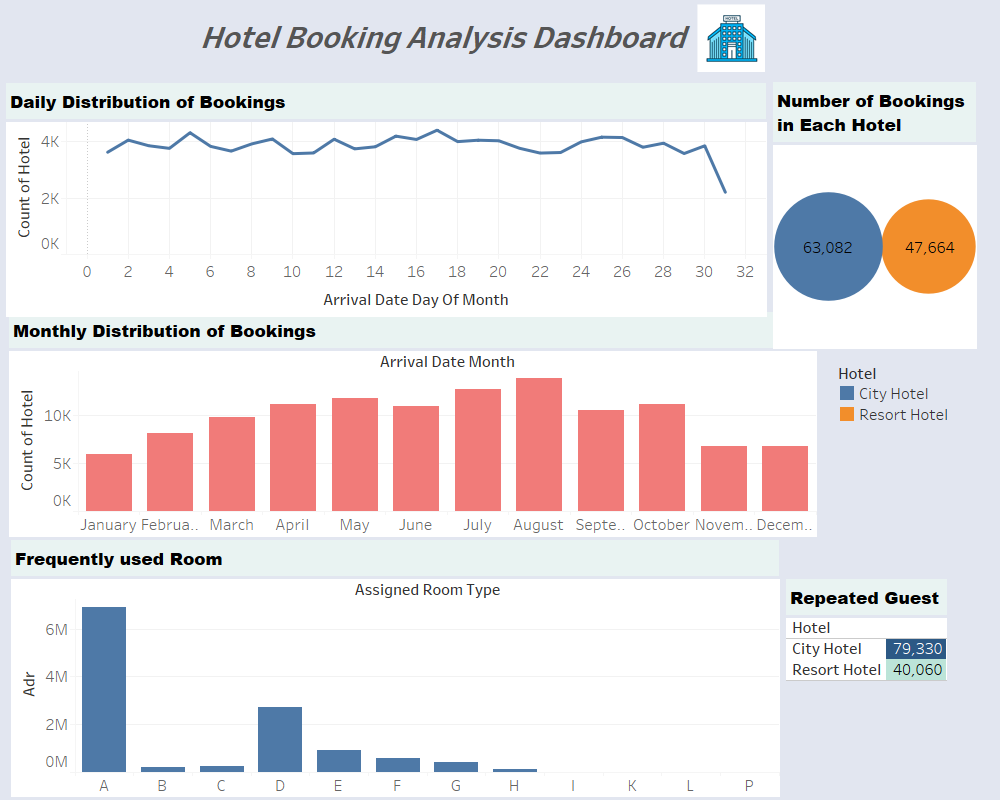 Hotel Booking Analysis Dashboard
HOTEL
Daily Distribution of Bookings
Count of Hotel
4K
2K
0K
0 2 4 6 8 10 12 14 16 18 20 22 24 26 28 30 32
Arrival Date Day Of Month
Number of Bookings
in Each Hotel
63,082 47,664
Monthly Distribution of Bookings
Arrival Date Month
Count of Hotel
10K
5K
0K
January Februa.. March April May June July August Septe.. October Novem.. Decem..
Hotel
City Hotel
Resort Hotel
Frequently used Room
Assigned Room Type
Adr
6M
4M
2M
0M
A B C D E F G H I K L P
Repeated Guest
Hotel
City Hotel 79,330
Resort Hotel 40,060